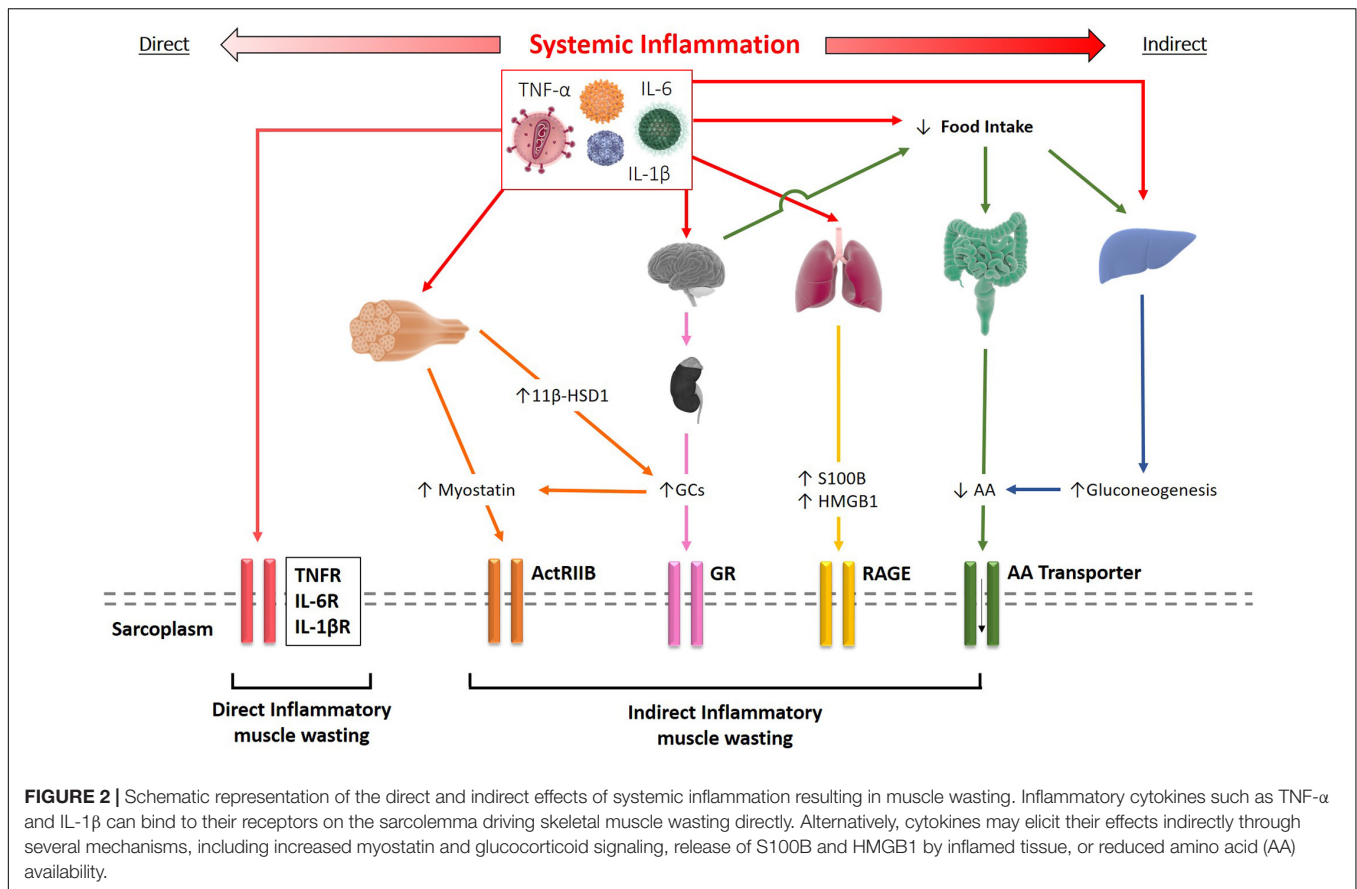 Direct
Systemic Inflammation
Indirect
TNF-α
IL-6
IL-1β
↓ Food Intake
↑11β-HSD1
↑ Myostatin
↑GCs
↑ S100B
↑ HMGB1
↓ AA
↑Gluconeogenesis
TNFR
IL-6R
IL-1βR
ActRIIB
GR
RAGE
AA Transporter
Sarcoplasm
Direct Inflammatory
muscle wasting
Indirect Inflammatory
muscle wasting
FIGURE 2 | Schematic representation of the direct and indirect effects of systemic inflammation resulting in muscle wasting. Inflammatory cytokines such as TNF-α
and IL-1β can bind to their receptors on the sarcolemma driving skeletal muscle wasting directly. Alternatively, cytokines may elicit their effects indirectly through
several mechanisms, including increased myostatin and glucocorticoid signaling, release of S100B and HMGB1 by inflamed tissue, or reduced amino acid (AA)
availability.